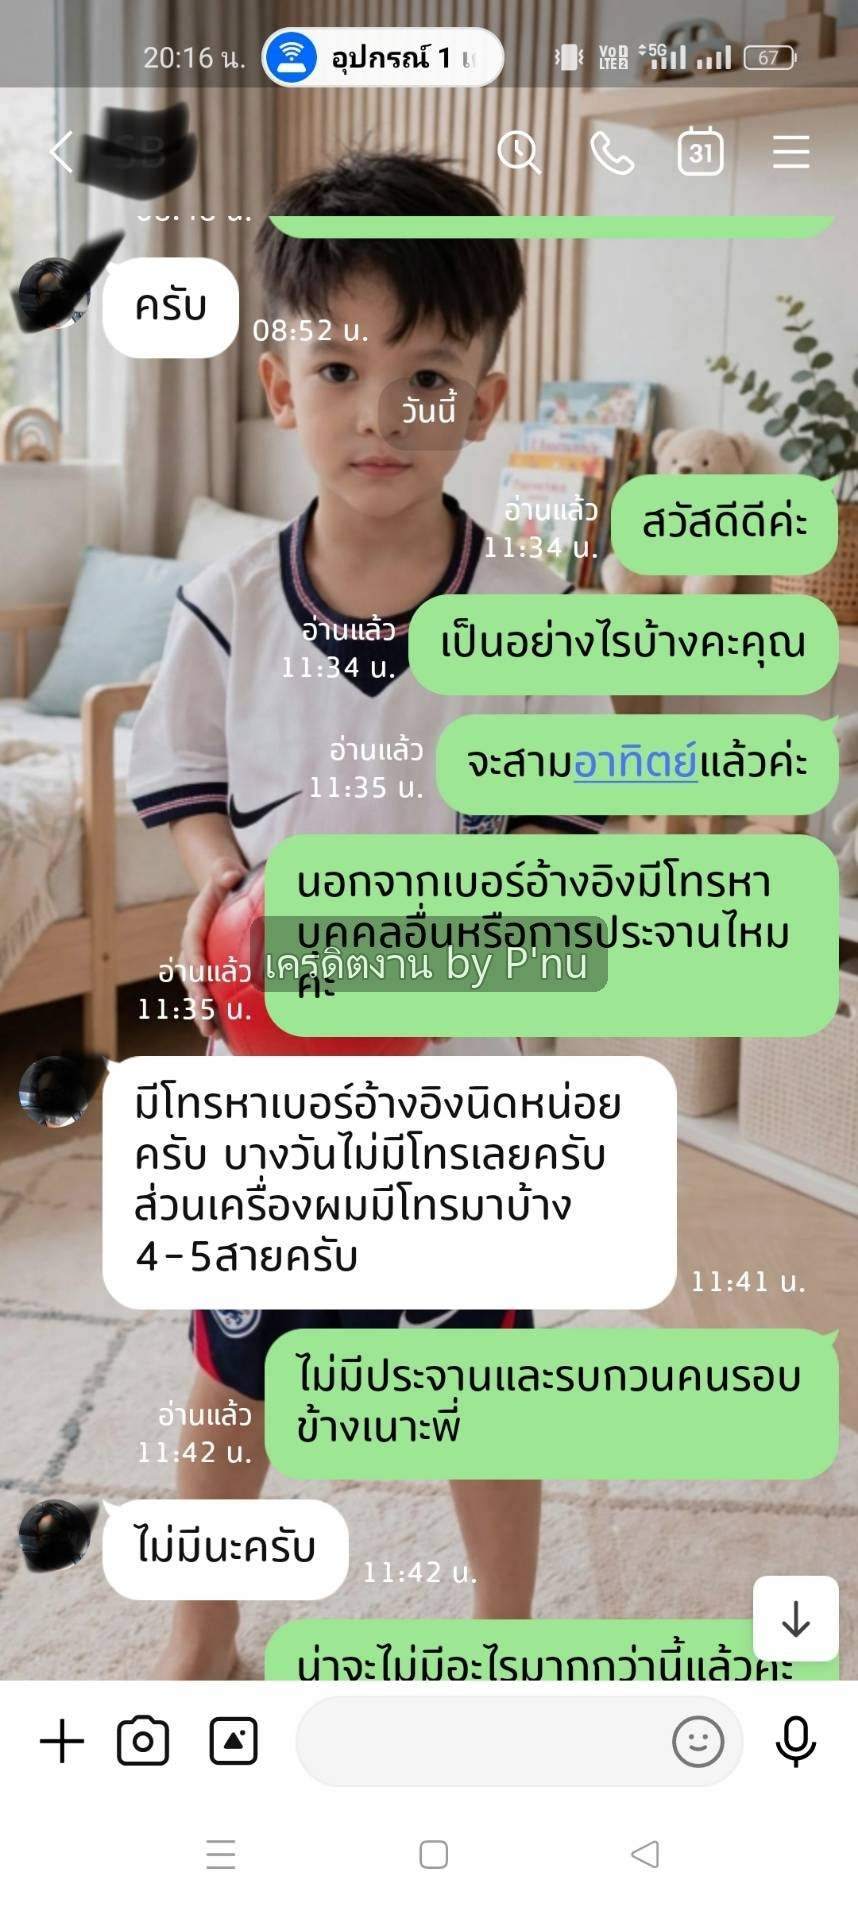 20:16 น.
อุปกรณ์ 1
VoD
LTE2
5G
67
SB
31
ครับ
08:52 น.
วันนี้
อ่านแล้ว
11:34 น.
สวัสดีดีค่ะ
อ่านแล้ว
11:34 น.
เป็นอย่างไรบ้างคะคุณ
อ่านแล้ว
11:35 น.
จะสามอาทิตย์แล้วค่ะ
นอกจากเบอร์อ้างอิงมีโทรหา
บุคคลอื่นหรือการประจานไหม
คะ
อ่านแล้ว
11:35 น.
เครดิตงาน by P'nu
มีโทรหาเบอร์อ้างอิงนิดหน่อย
ครับ บางวันไม่มีโทรเลยครับ
ส่วนเครื่องผมมีโทรมาบ้าง
4-5สายครับ
11:41 น.
ไม่มีประจานและรบกวนคนรอบ
ข้างเนาะพี่
อ่านแล้ว
11:42 น.
ไม่มีนะครับ
11:42 น.
น่าจะไม่มีอะไรมากกว่านี้แล้วค่ะ